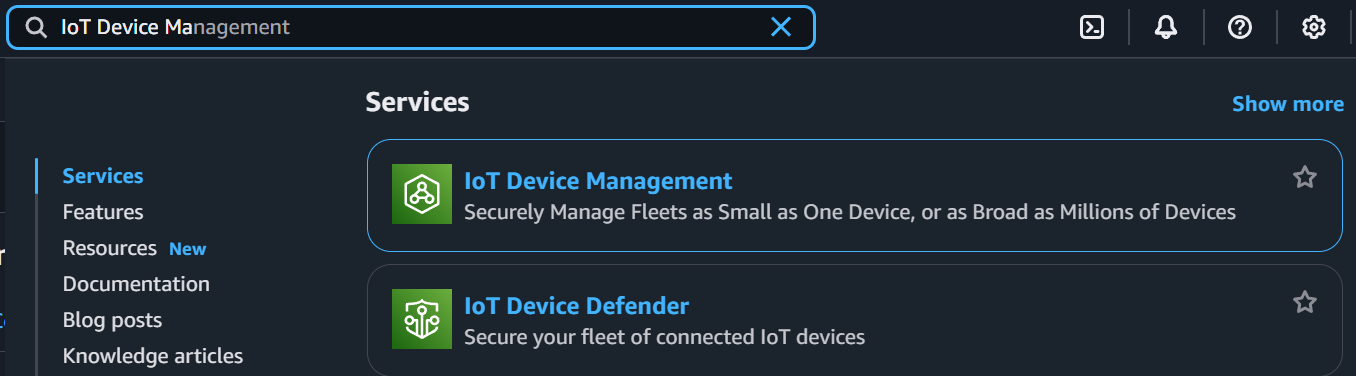 IoT Device Management
Services
Show more
Services
Features
Resources New
Documentation
Blog posts
Knowledge articles
IoT Device Management
Securely Manage Fleets as Small as One Device, or as Broad as Millions of Devices
IoT Device Defender
Secure your fleet of connected IoT devices